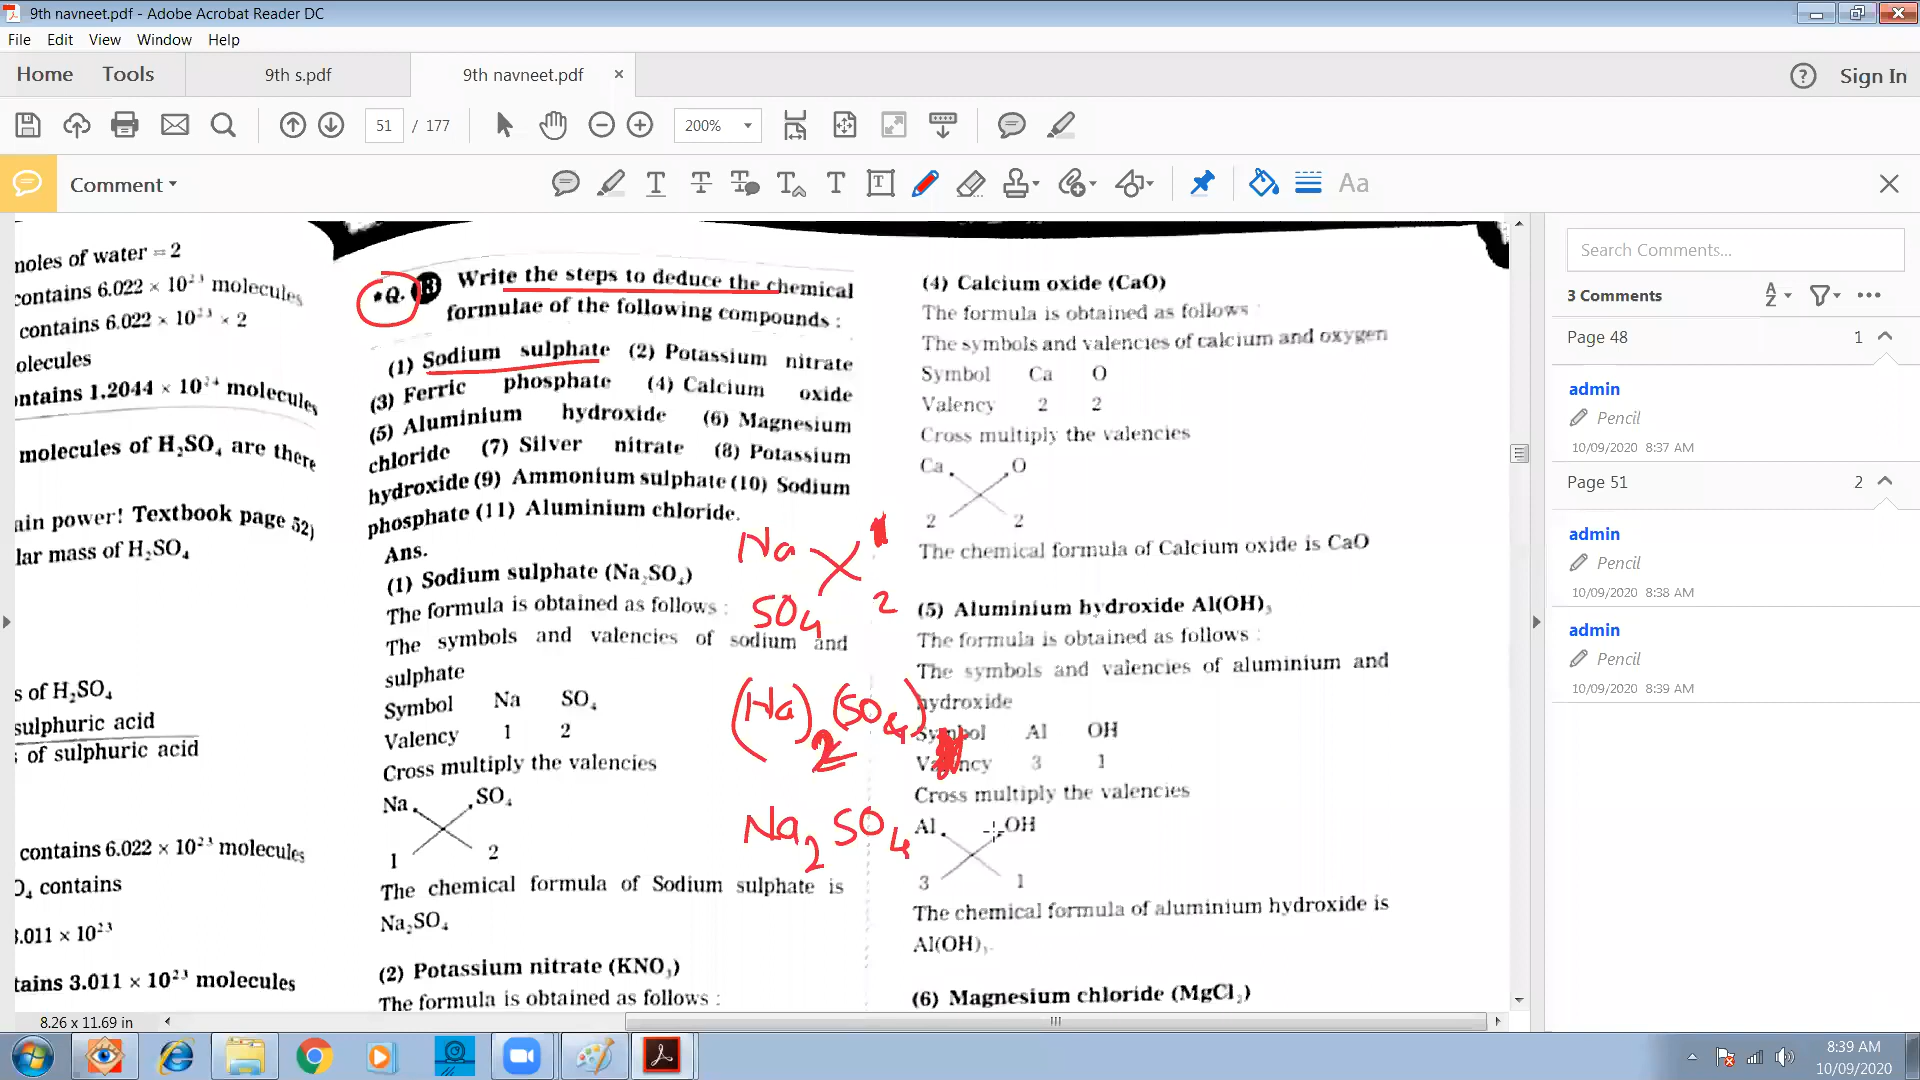 9th navneet.pdf - Adobe Acrobat Reader DC
File Edit View Window Help
Home Tools 9th s.pdf 9th navneet.pdf × ? Sign In
51 / 177 200%
Comment
moles of water = 2
contains 6.022 × 10²³ molecules
contains 6.022 × 10²³ × 2
olecules
ntains 1.2044 × 10²⁴ molecules
molecules of H₂SO₄ are there
ain power! Textbook page 52)
lar mass of H₂SO₄
s of H₂SO₄
sulphuric acid
s of sulphuric acid
contains 6.022 × 10²³ molecules
O₄ contains
3.011 × 10²³
tains 3.011 × 10²³ molecules
*Q. 13 Write the steps to deduce the chemical
formulae of the following compounds :
(1) Sodium sulphate (2) Potassium nitrate
(3) Ferric phosphate (4) Calcium oxide
(5) Aluminium hydroxide (6) Magnesium
chloride (7) Silver nitrate (8) Potassium
hydroxide (9) Ammonium sulphate (10) Sodium
phosphate (11) Aluminium chloride.
Ans.
(1) Sodium sulphate (Na₂SO₄)
The formula is obtained as follows :
The symbols and valencies of sodium and
sulphate
Symbol Na SO₄
Valency 1 2
Cross multiply the valencies
Na SO₄
1 2
The chemical formula of Sodium sulphate is
Na₂SO₄
(2) Potassium nitrate (KNO₃)
The formula is obtained as follows :
Na 1
SO₄ 2
(Na)₂ (SO₄)
Na₂SO₄
(4) Calcium oxide (CaO)
The formula is obtained as follows :
The symbols and valencies of calcium and oxygen
Symbol Ca O
Valency 2 2
Cross multiply the valencies
Ca O
2 2
The chemical formula of Calcium oxide is CaO
(5) Aluminium hydroxide Al(OH)₃
The formula is obtained as follows :
The symbols and valencies of aluminium and
hydroxide
Symbol Al OH
Valency 3 1
Cross multiply the valencies
Al OH
3 1
The chemical formula of aluminium hydroxide is
Al(OH)₃
(6) Magnesium chloride (MgCl₂)
Search Comments...
3 Comments
Page 48 1
admin
Pencil
10/09/2020 8:37 AM
Page 51 2
admin
Pencil
10/09/2020 8:38 AM
admin
Pencil
10/09/2020 8:39 AM
8.26 x 11.69 in
8:39 AM
10/09/2020